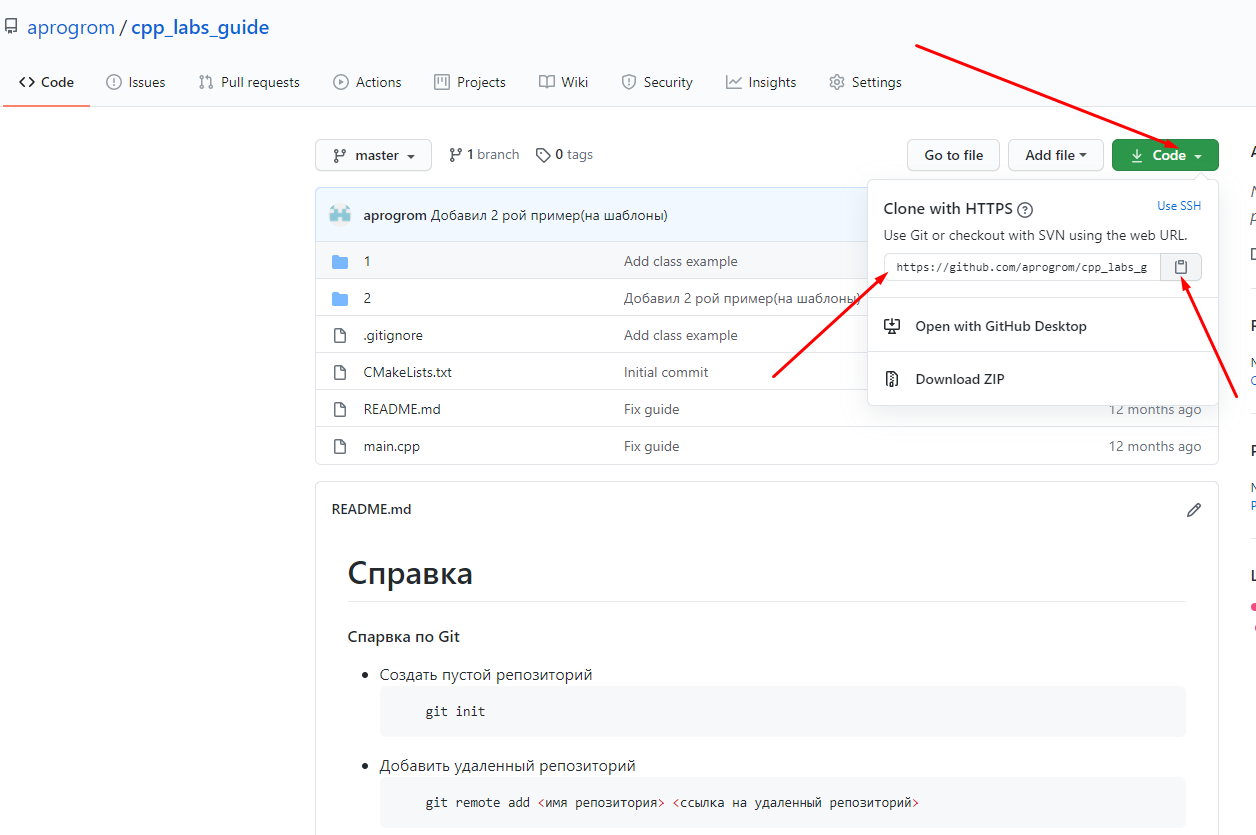 aprogrom / cpp_labs_guide
Code Issues Pull requests Actions Projects Wiki Security Insights Settings
master 1 branch 0 tags Go to file Add file Code
aprogrom Добавил 2 рой пример(на шаблоны)
Clone with HTTPS Use SSH
Use Git or checkout with SVN using the web URL.
https://github.com/aprogrom/cpp_labs_g
Open with GitHub Desktop
Download ZIP
1 Add class example
2 Добавил 2 рой пример(на шаблоны)
.gitignore Add class example
CMakeLists.txt Initial commit
README.md Fix guide 12 months ago
main.cpp Fix guide 12 months ago
README.md
Справка
Спарвка по Git
Создать пустой репозиторий
git init
Добавить удаленный репозиторий
git remote add <имя репозитория> <ссылка на удаленный репозиторий>